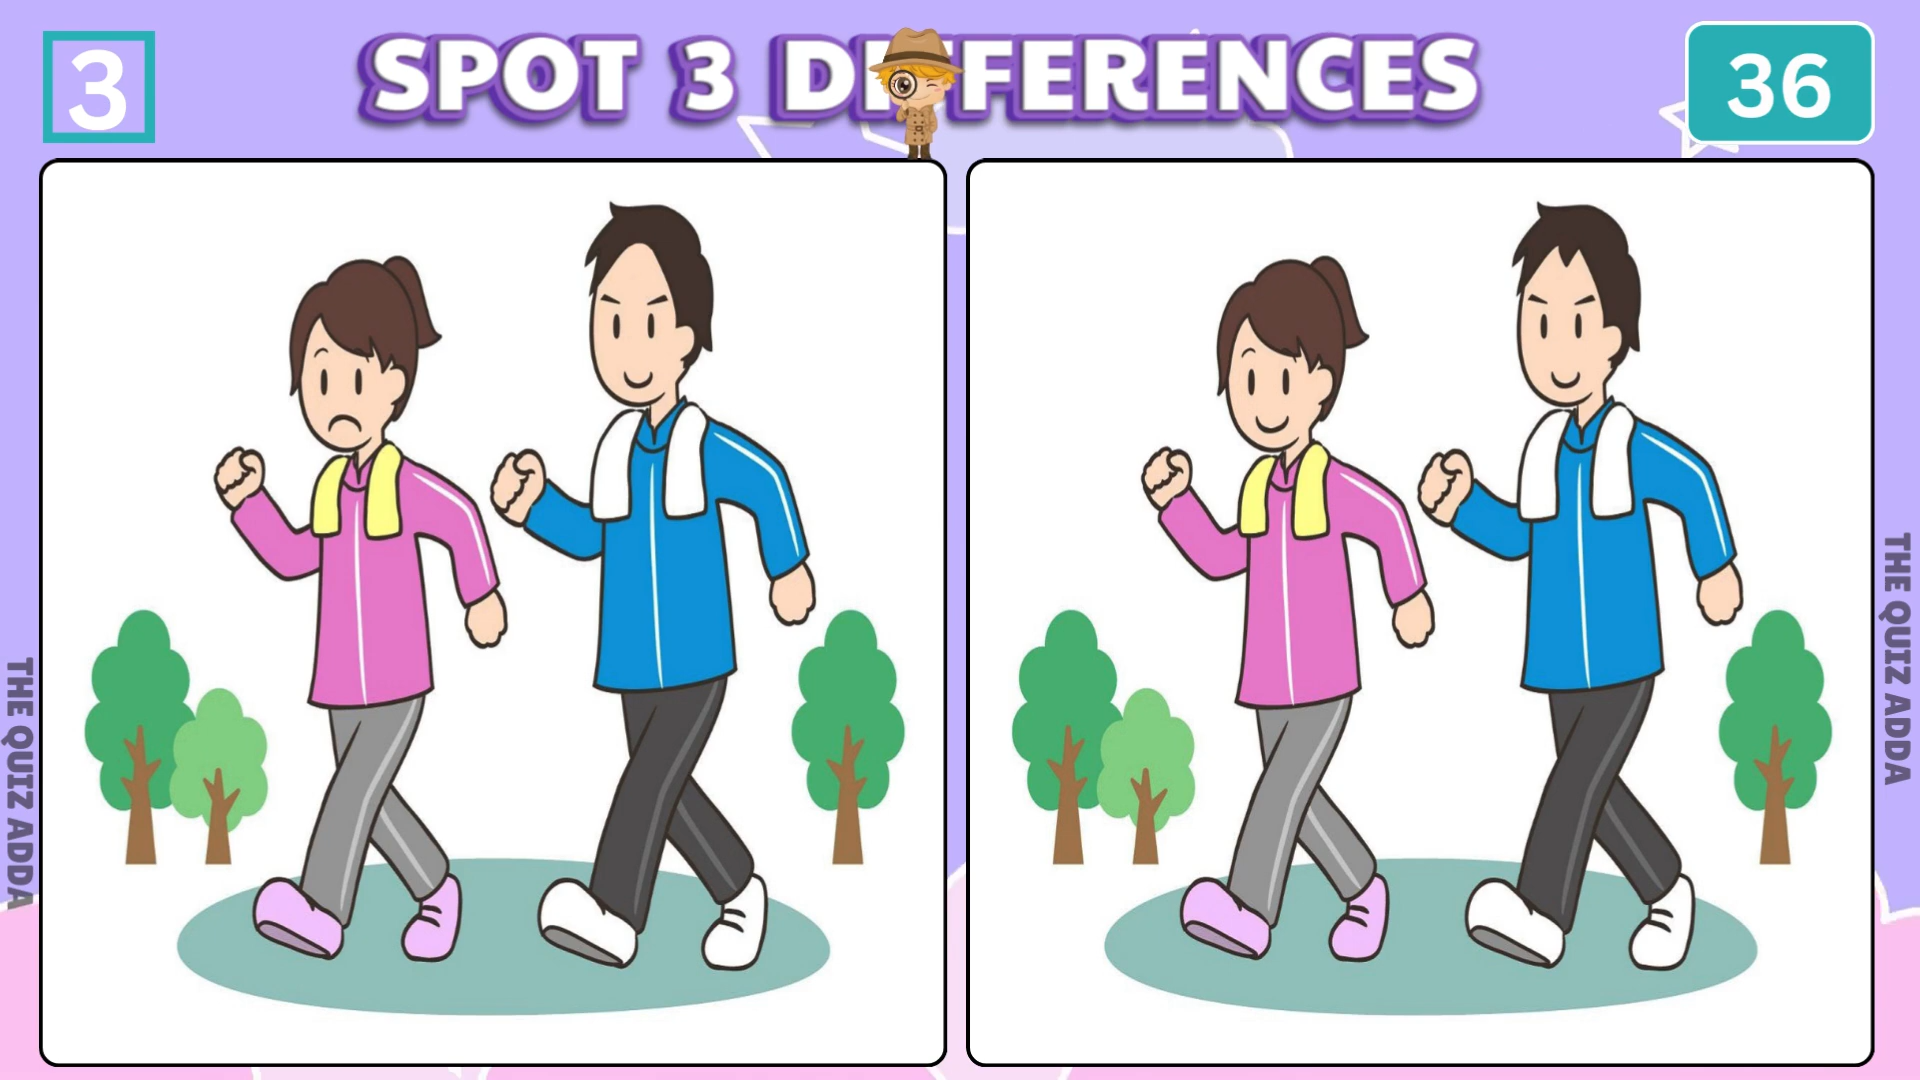 3
SPOT 3 DIFFERENCES
36
THE QUIZ ADDA
THE QUIZ ADDA